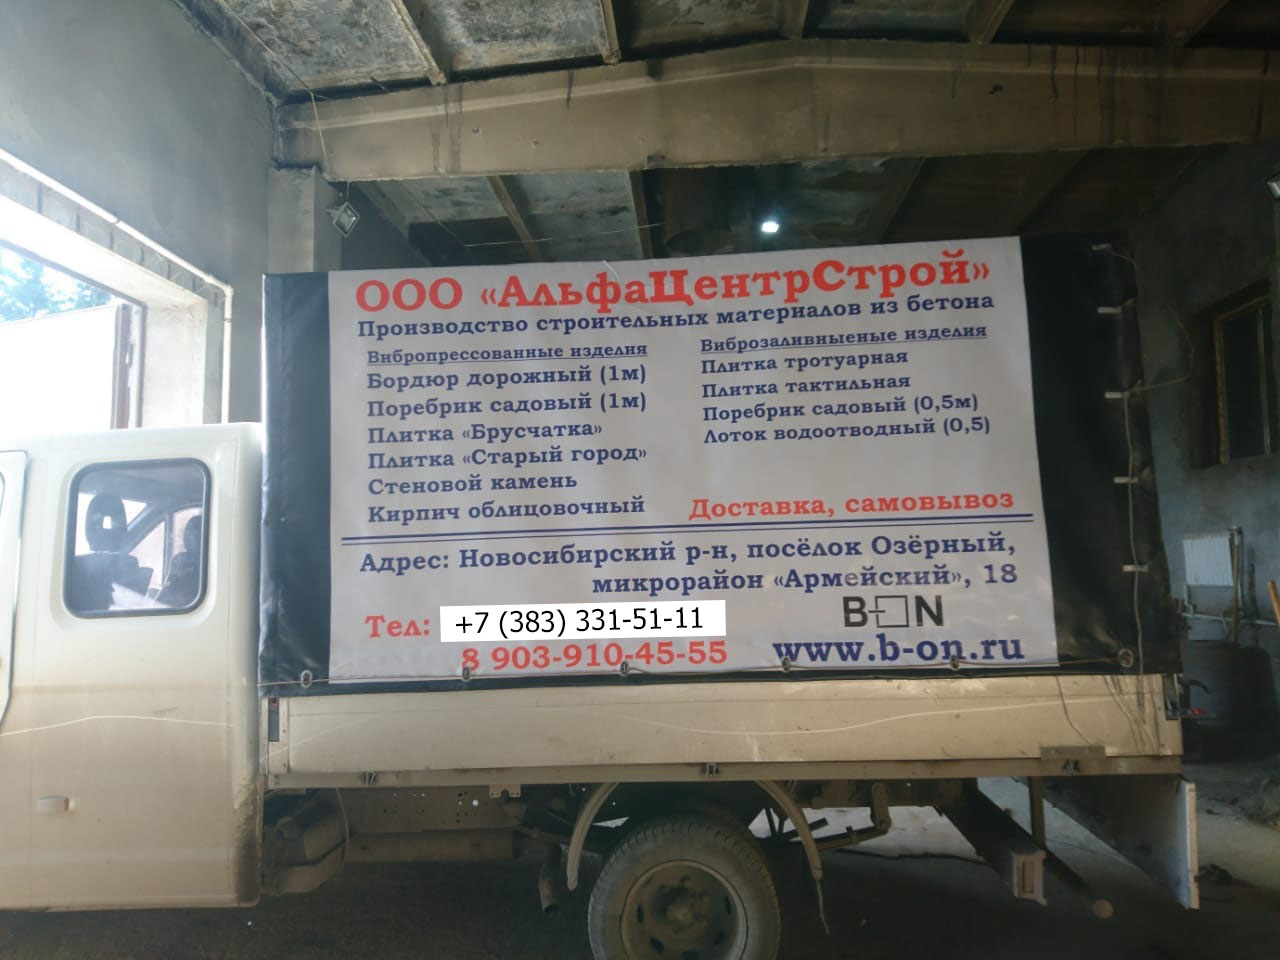 ООО «АльфаЦентрСтрой»
Производство строительных материалов из бетона
Вибропрессованные изделия
Бордюр дорожный (1м)
Поребрик садовый (1м)
Плитка «Брусчатка»
Плитка «Старый город»
Стеновой камень
Кирпич облицовочный
Виброзаливныеные изделия
Плитка тротуарная
Плитка тактильная
Поребрик садовый (0,5м)
Лоток водоотводный (0,5)
Доставка, самовывоз
Адрес: Новосибирский р-н, посёлок Озёрный,
микрорайон «Армейский», 18
Тел: +7 (383) 331-51-11
8 903-910-45-55
B-ON
www.b-on.ru